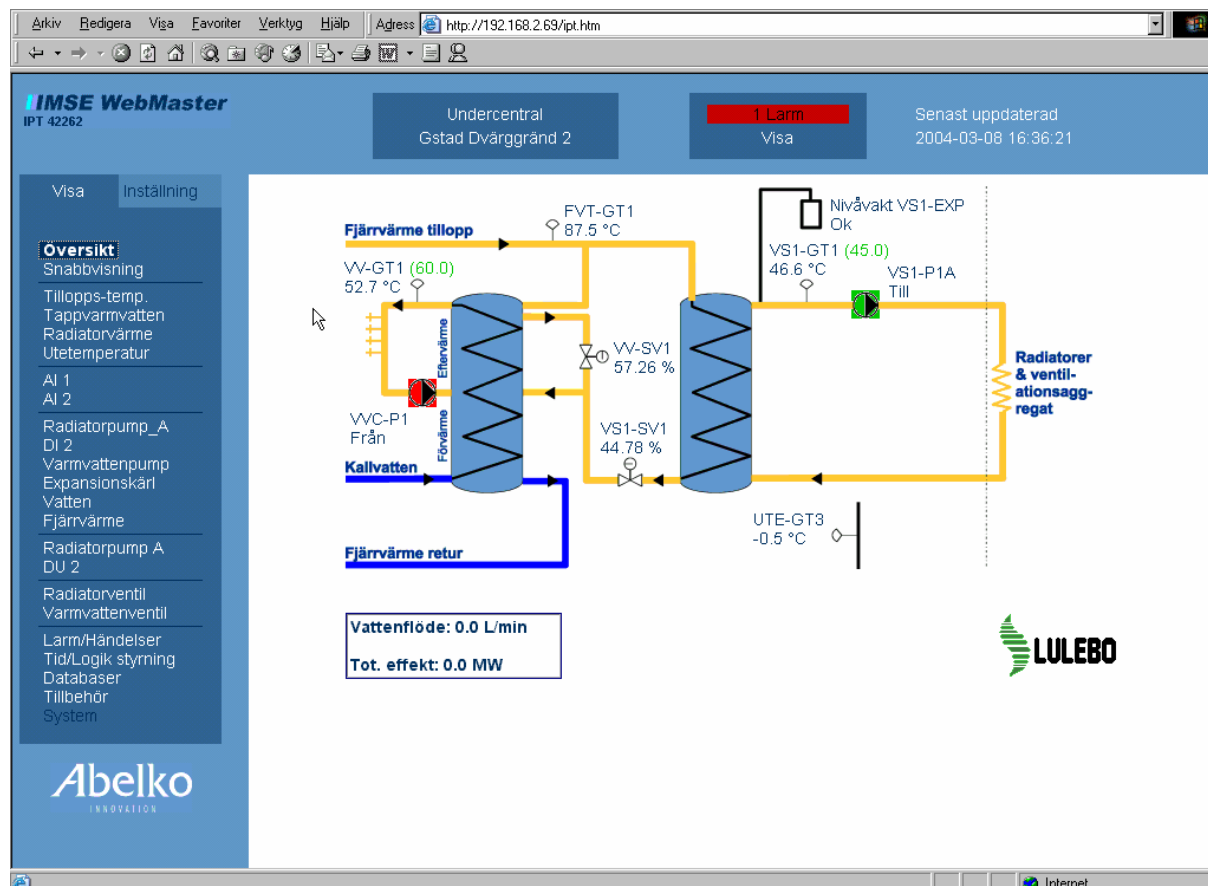 Arkiv Redigera Visa Favoriter Verktyg Hjälp Adress http://192.168.2.69/ipt.htm
IMSE WebMaster
IPT 42262
Undercentral
Gstad Dvärggränd 2
1 Larm
Visa
Senast uppdaterad
2004-03-08 16:36:21
Visa Inställning
Översikt
Snabbvisning
Tillopps-temp.
Tappvarmvatten
Radiatorvärme
Utetemperatur
AI 1
AI 2
Radiatorpump_A
DI 2
Varmvattenpump
Expansionskärl
Vatten
Fjärrvärme
Radiatorpump A
DU 2
Radiatorventil
Varmvattenventil
Larm/Händelser
Tid/Logik styrning
Databaser
Tillbehör
System
Abelko
INNOVATION
Fjärrvärme tillopp
FVT-GT1
87.5 °C
Nivåvakt VS1-EXP
Ok
VV-GT1 (60.0)
52.7 °C
VS1-GT1 (45.0)
46.6 °C
VS1-P1A
Till
Eftervärme
VV-SV1
57.26 %
Radiatorer
& ventil-
ationsagg-
regat
VVC-P1
Från
Förvärme
VS1-SV1
44.78 %
Kallvatten
UTE-GT3
-0.5 °C
Fjärrvärme retur
Vattenflöde: 0.0 L/min
Tot. effekt: 0.0 MW
LULEBO
Internet